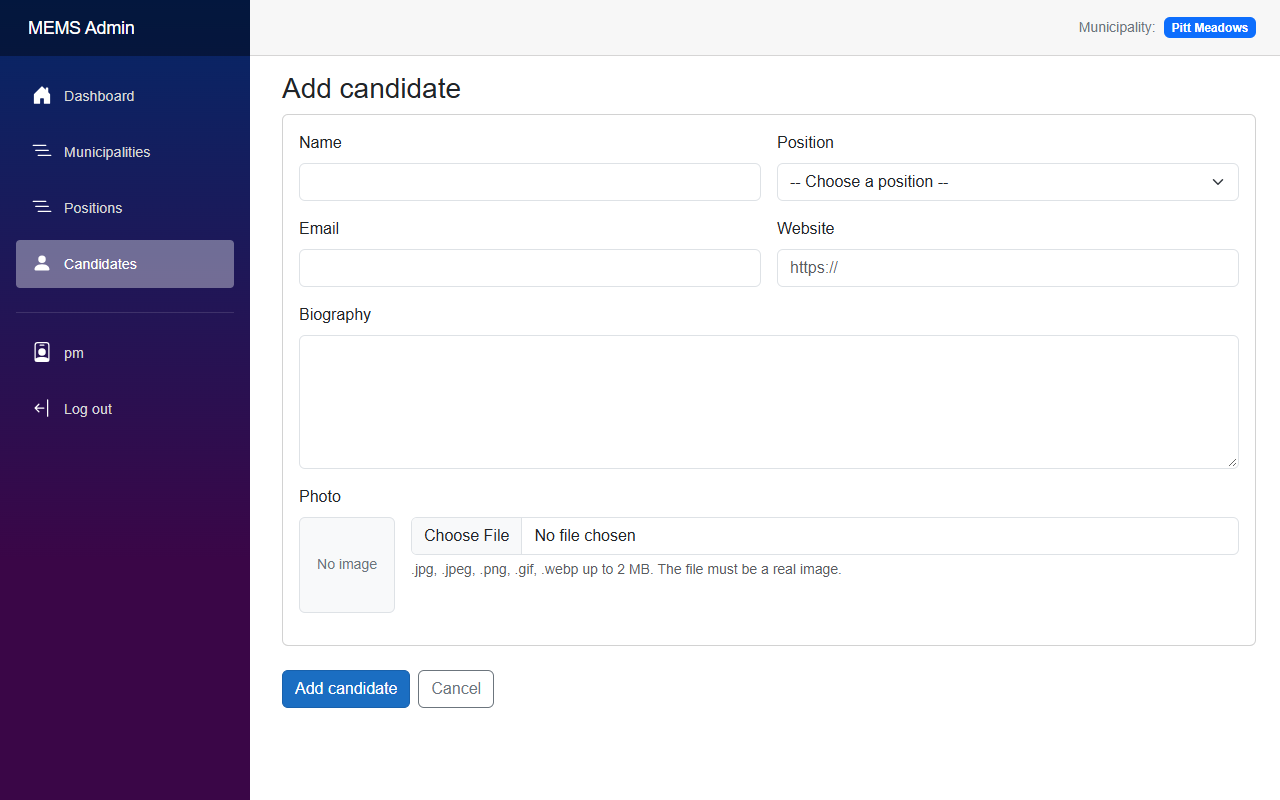 MEMS Admin
Municipality: Pitt Meadows
Dashboard
Municipalities
Positions
Candidates
pm
Log out
Add candidate
Name
Position
-- Choose a position --
Email
Website
https://
Biography
Photo
No image
Choose File No file chosen
.jpg, .jpeg, .png, .gif, .webp up to 2 MB. The file must be a real image.
Add candidate
Cancel